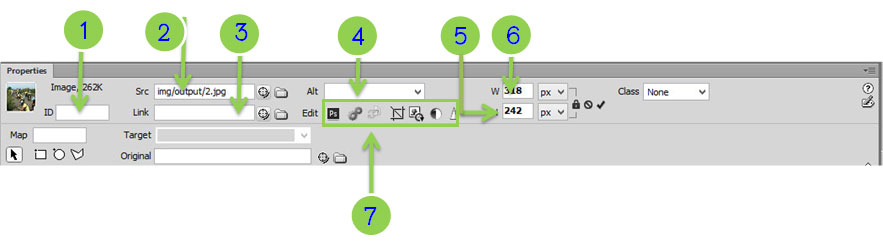 1 2 3 4 5 6
Properties
Image, 262K Src img/output/2.jpg Alt W 318 px Class None
ID Link Edit Ps 242 px
Map Target
Original
7